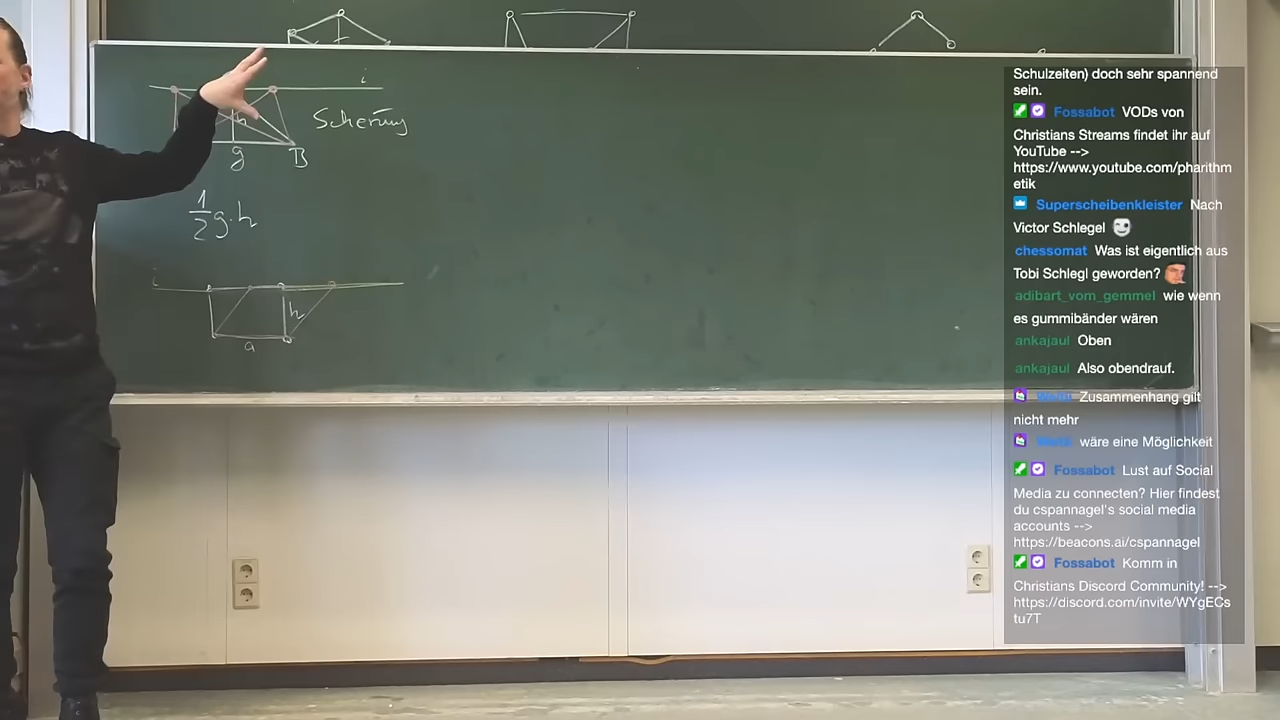 i
h
Scherung
g
B
1
2 g·h
i
h
a
Schulzeiten) doch sehr spannend
sein.
Fossabot VODs von
Christians Streams findet ihr auf
YouTube -->
https://www.youtube.com/pharithm
etik
Superscheibenkleister Nach
Victor Schlegel
chessomat Was ist eigentlich aus
Tobi Schlegl geworden?
adibart_vom_gemmel wie wenn
es gummibänder wären
ankajaul Oben
ankajaul Also obendrauf.
Zusammenhang gilt
nicht mehr
wäre eine Möglichkeit
Fossabot Lust auf Social
Media zu connecten? Hier findest
du cspannagel's social media
accounts -->
https://beacons.ai/cspannagel
Fossabot Komm in
Christians Discord Community! -->
https://discord.com/invite/WYgECs
tu7T